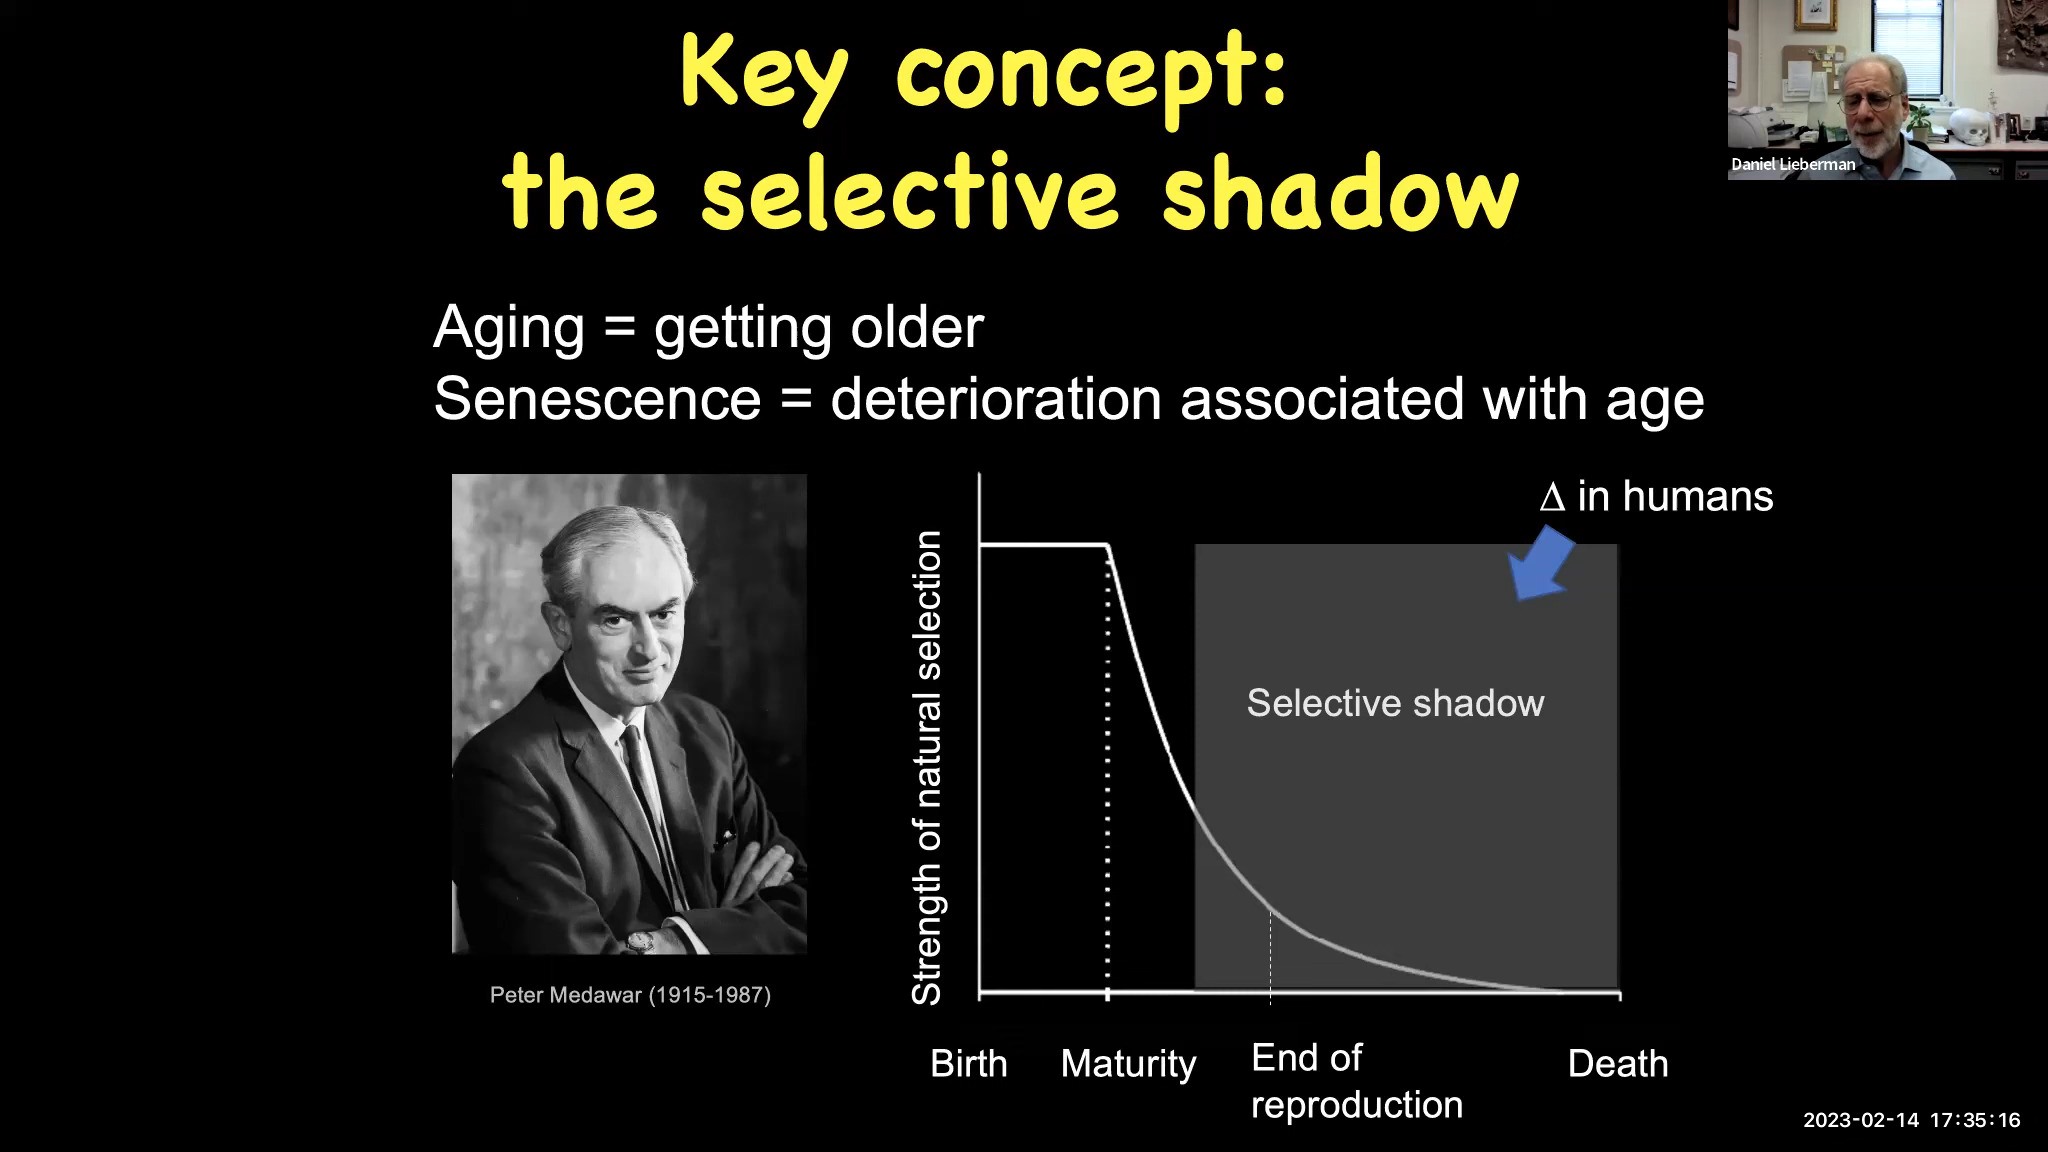 Key concept:
the selective shadow
Daniel Lieberman
Aging = getting older
Senescence = deterioration associated with age
Δ in humans
Strength of natural selection
Selective shadow
Peter Medawar (1915-1987)
Birth
Maturity
End of
reproduction
Death
2023-02-14 17:35:16